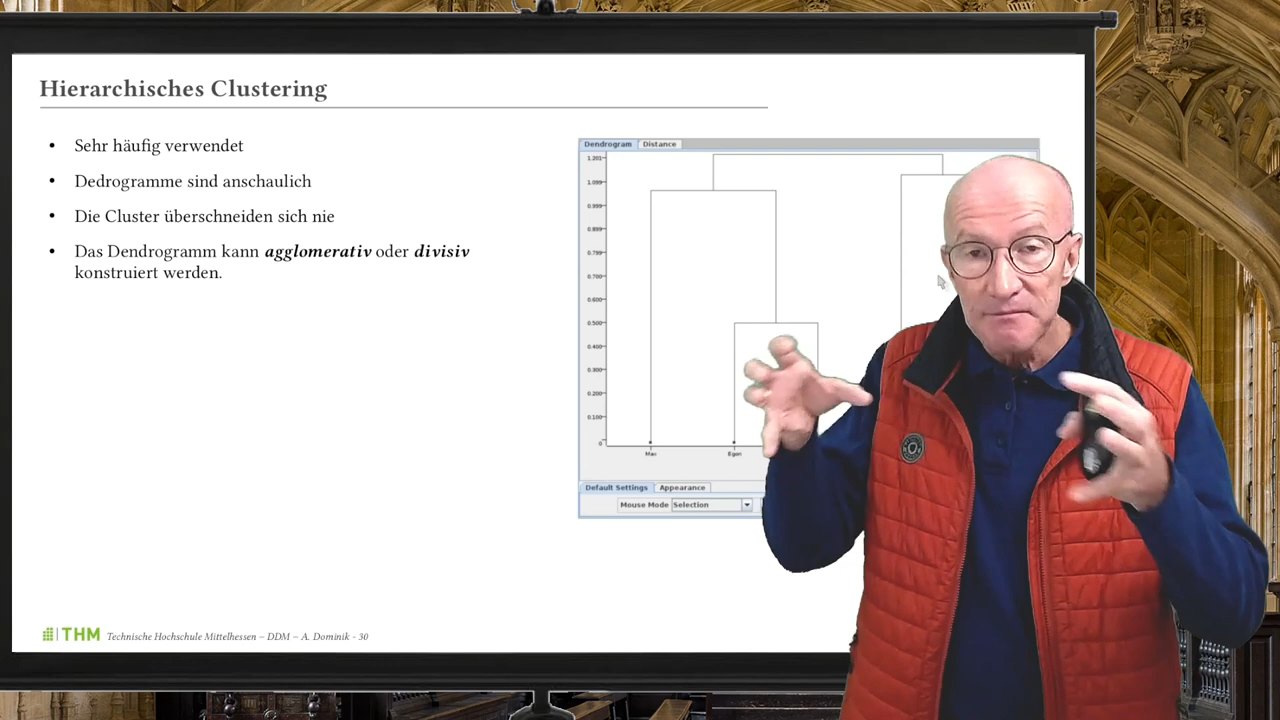 Hierarchisches Clustering
• Sehr häufig verwendet
• Dedrogramme sind anschaulich
• Die Cluster überschneiden sich nie
• Das Dendrogramm kann agglomerativ oder divisiv
konstruiert werden.
Dendrogram Distance
1.201
1.099
0.999
0.899
0.799
0.700
0.600
0.500
0.400
0.300
0.200
0.100
0
Max Egon
Default Settings Appearance
Mouse Mode Selection
THM Technische Hochschule Mittelhessen – DDM – A. Dominik - 30